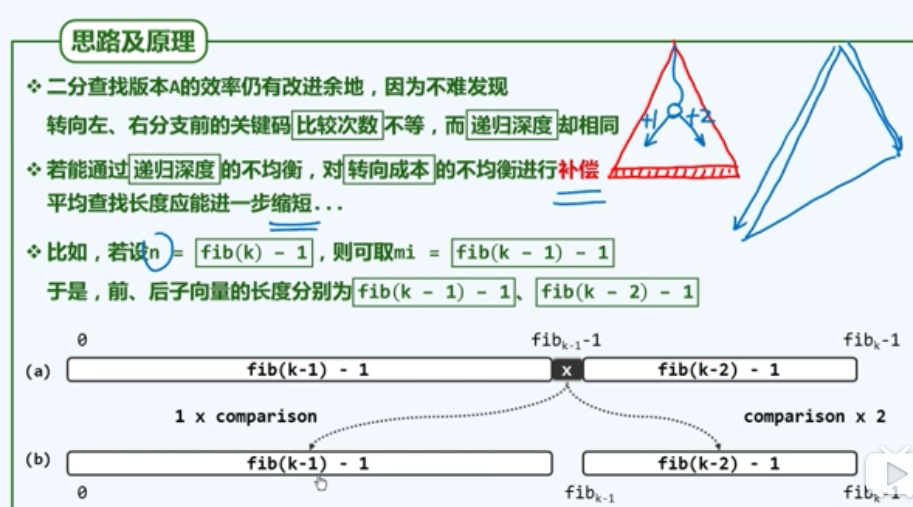 思路及原理
❖ 二分查找版本A的效率仍有改进余地，因为不难发现
转向左、右分支前的关键码 比较次数 不等，而 递归深度 却相同
+1 +2
❖ 若能通过 递归深度 的不均衡，对 转向成本 的不均衡进行补偿
平均查找长度应能进一步缩短...
❖ 比如，若设n = fib(k) - 1，则可取mi = fib(k - 1) - 1
于是，前、后子向量的长度分别为 fib(k - 1) - 1、fib(k - 2) - 1
0 fibₖ₋₁-1 fibₖ-1
(a) fib(k-1) - 1 x fib(k-2) - 1
1 x comparison comparison x 2
(b) fib(k-1) - 1 fib(k-2) - 1
0 fibₖ₋₁ fibₖ-1